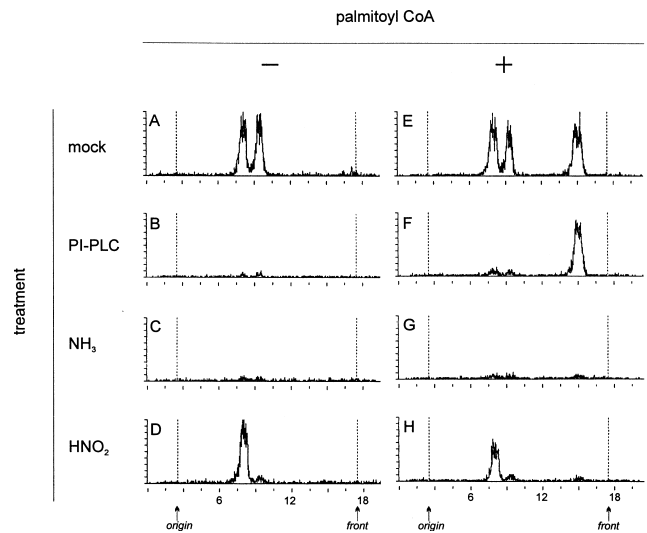 palmitoyl CoA
− +
treatment
mock
A E
PI-PLC
B F
NH3
C G
HNO2
D H
6 12 18 6 12 18
origin front origin front